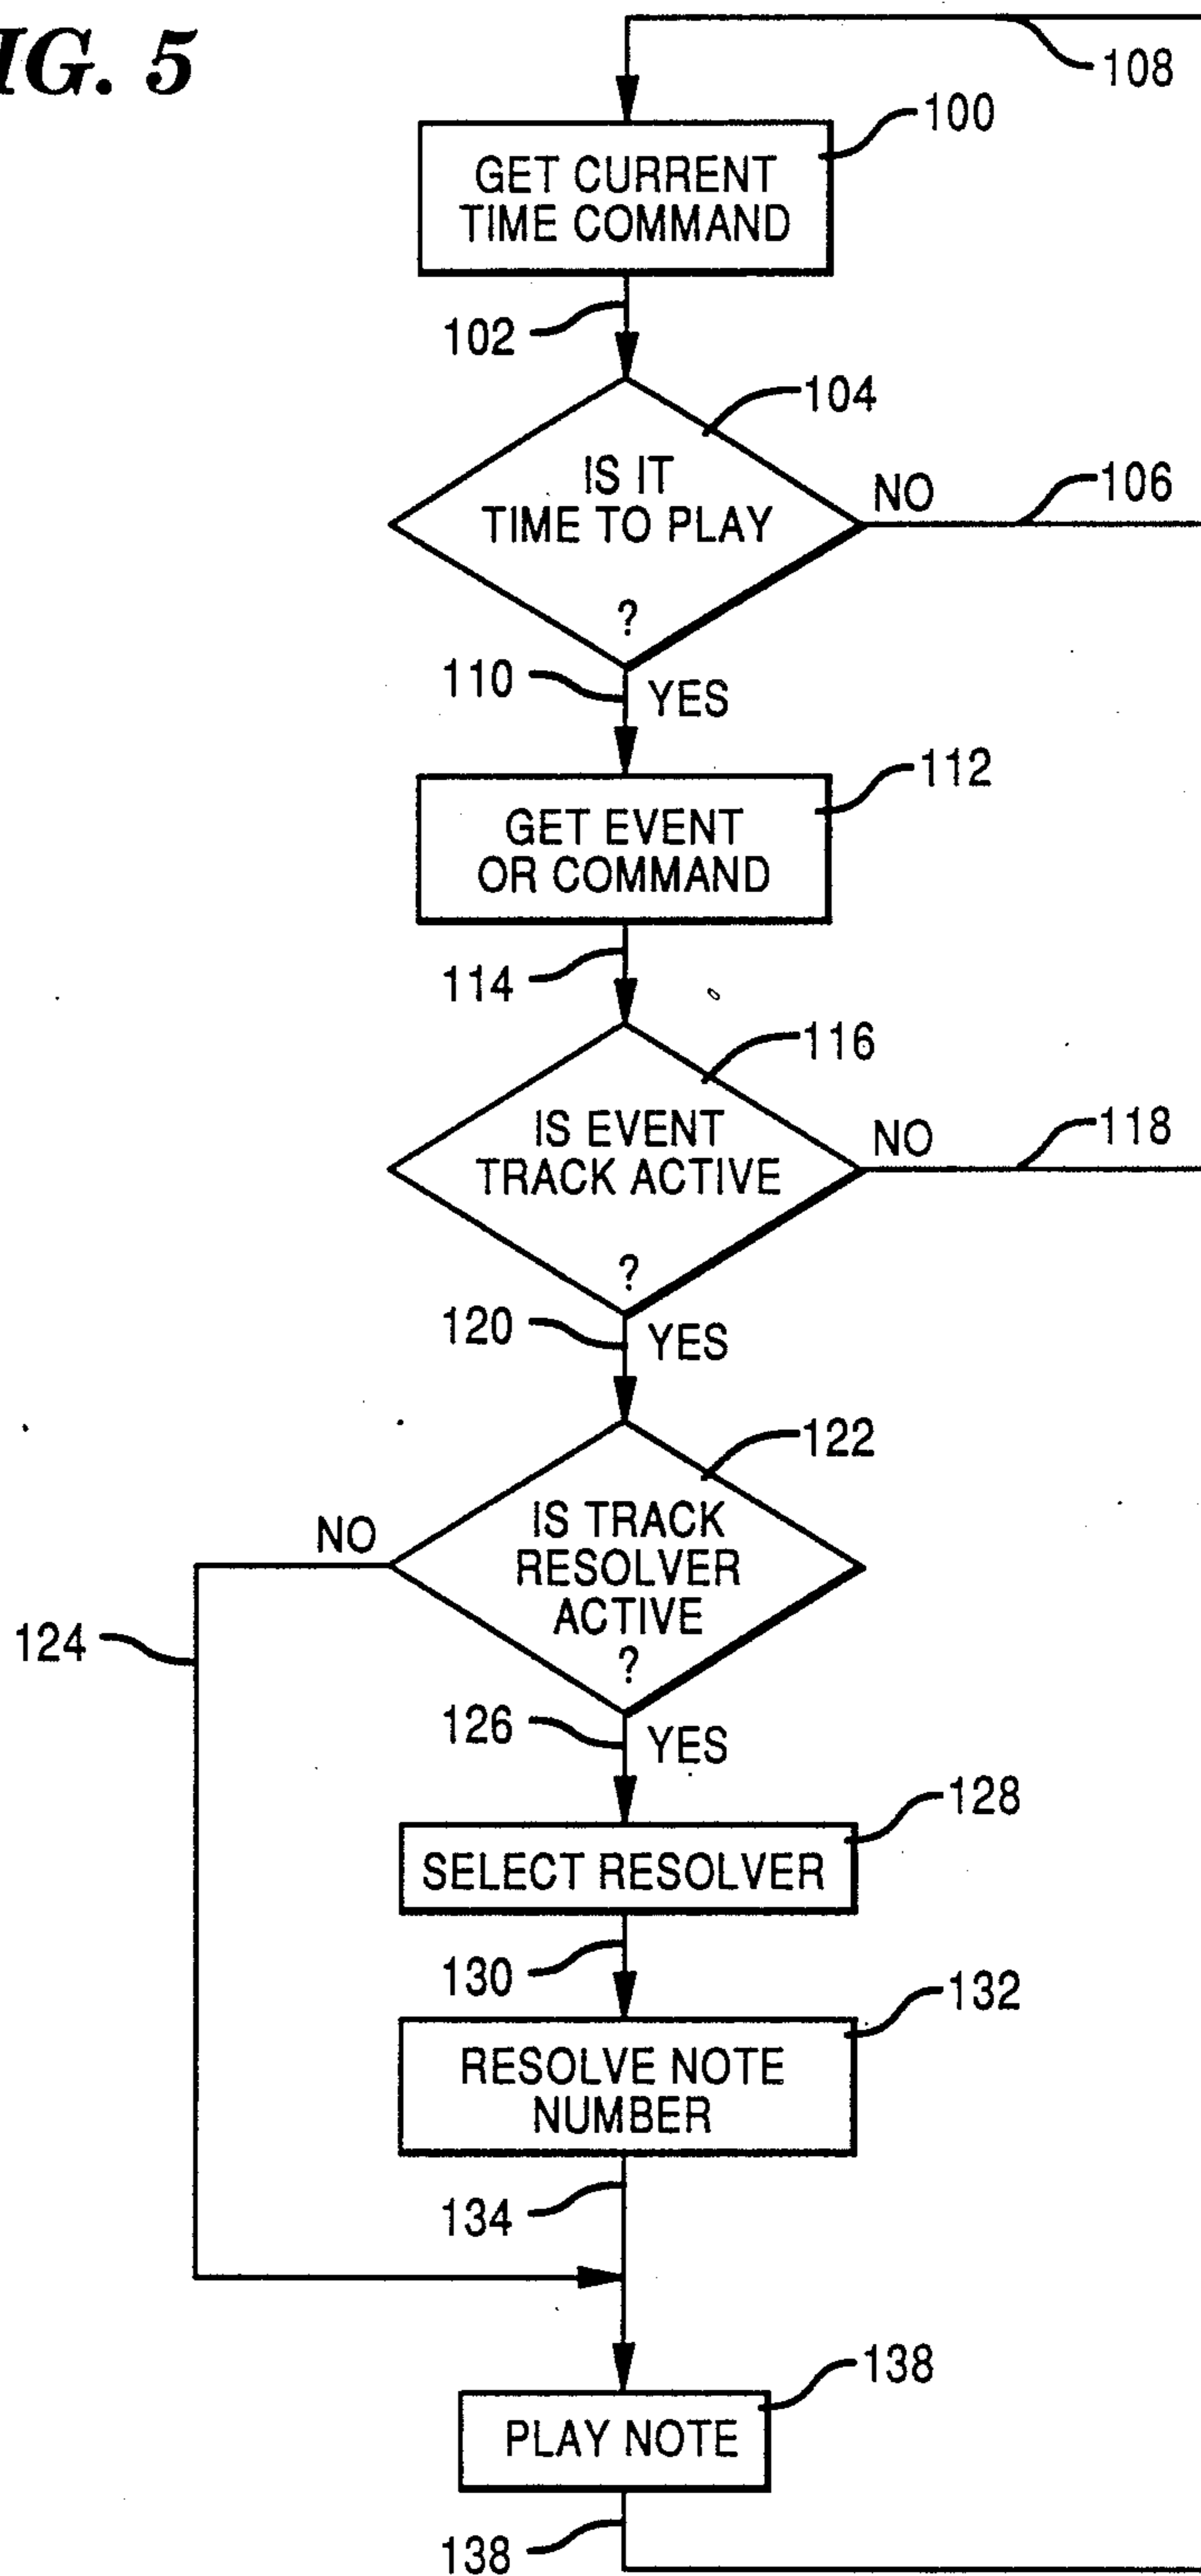 IG. 5
108
100
GET CURRENT
TIME COMMAND
102
104
IS IT
TIME TO PLAY
?
NO
106
110
YES
112
GET EVENT
OR COMMAND
114
116
IS EVENT
TRACK ACTIVE
?
NO
118
120
YES
122
IS TRACK
RESOLVER
ACTIVE
?
NO
124
126
YES
128
SELECT RESOLVER
130
132
RESOLVE NOTE
NUMBER
134
138
PLAY NOTE
138